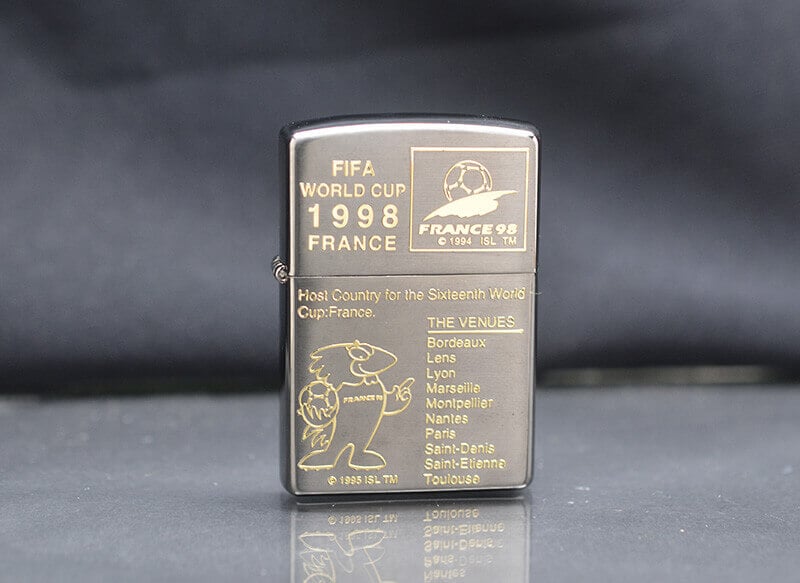 FIFA
WORLD CUP
1998
FRANCE
FRANCE 98
© 1994 ISL TM
Host Country for the Sixteenth World
Cup:France.
THE VENUES
Bordeaux
Lens
Lyon
Marseille
Montpellier
Nantes
Paris
Saint-Denis
Saint-Etienne
Toulouse
FRANCE 98
© 1995 ISL TM